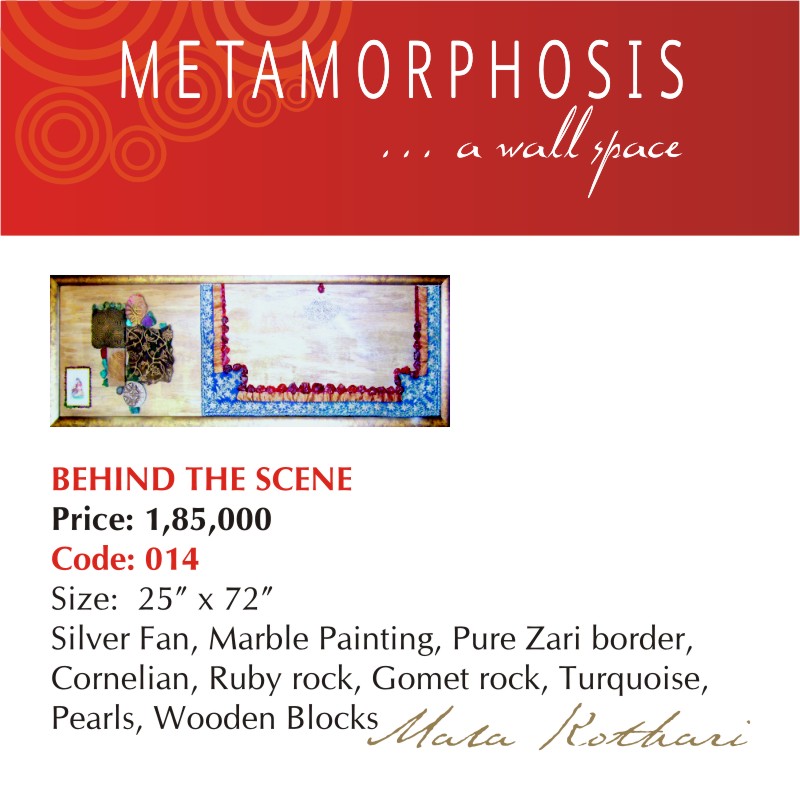 METAMORPHOSIS
... a wall space
BEHIND THE SCENE
Price: 1,85,000
Code: 014
Size: 25” x 72”
Silver Fan, Marble Painting, Pure Zari border,
Cornelian, Ruby rock, Gomet rock, Turquoise,
Pearls, Wooden Blocks
Mala Kothari